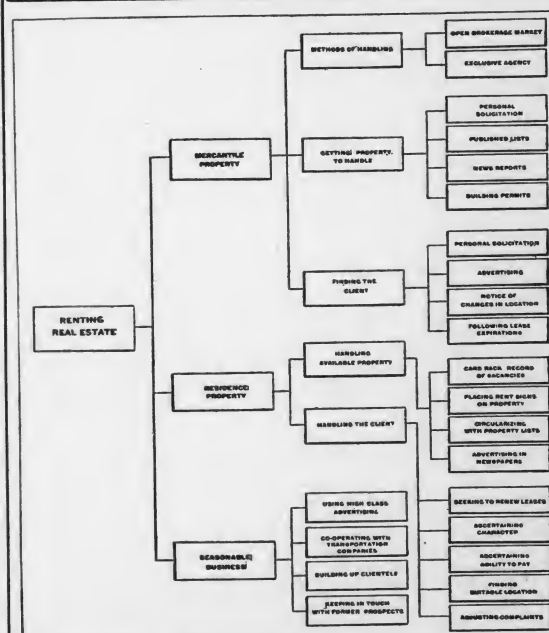 RENTING
REAL ESTATE
MERCANTILE
PROPERTY
METHODS OF HANDLING
OPEN BROKERAGE MARKET
EXCLUSIVE AGENCY
GETTING PROPERTY
TO HANDLE
PERSONAL
SOLICITATION
PUBLISHED LISTS
NEWS REPORTS
BUILDING PERMITS
FINDING THE
CLIENT
PERSONAL SOLICITATION
ADVERTISING
NOTICE OF
CHANGES IN LOCATION
FOLLOWING LEASE
EXPIRATIONS
RESIDENCE
PROPERTY
HANDLING
AVAILABLE PROPERTY
CARD RACK RECORD
OF VACANCIES
PLACING RENT SIGNS
ON PROPERTY
CIRCULARIZING
WITH PROPERTY LISTS
ADVERTISING IN
NEWSPAPERS
HANDLING THE CLIENT
SEEKING TO RENEW LEASES
ASCERTAINING
CHARACTER
ASCERTAINING
ABILITY TO PAY
FINDING
SUITABLE LOCATION
ADJUSTING COMPLAINTS
SEASONABLE
BUSINESS
USING HIGH CLASS
ADVERTISING
CO-OPERATING WITH
TRANSPORTATION
COMPANIES
BUILDING UP CLIENTELE
KEEPING IN TOUCH
WITH FORMER PROSPECTS